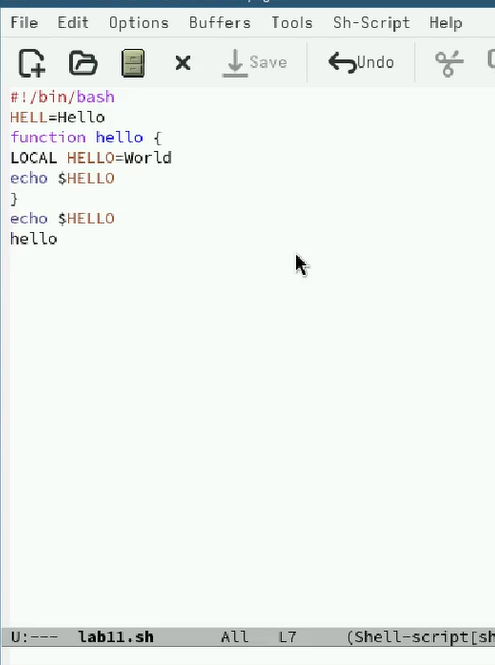 File Edit Options Buffers Tools Sh-Script Help
Save Undo
#!/bin/bash
HELL=Hello
function hello {
LOCAL HELLO=World
echo $HELLO
}
echo $HELLO
hello
U:--- lab11.sh All L7 (Shell-script[sh